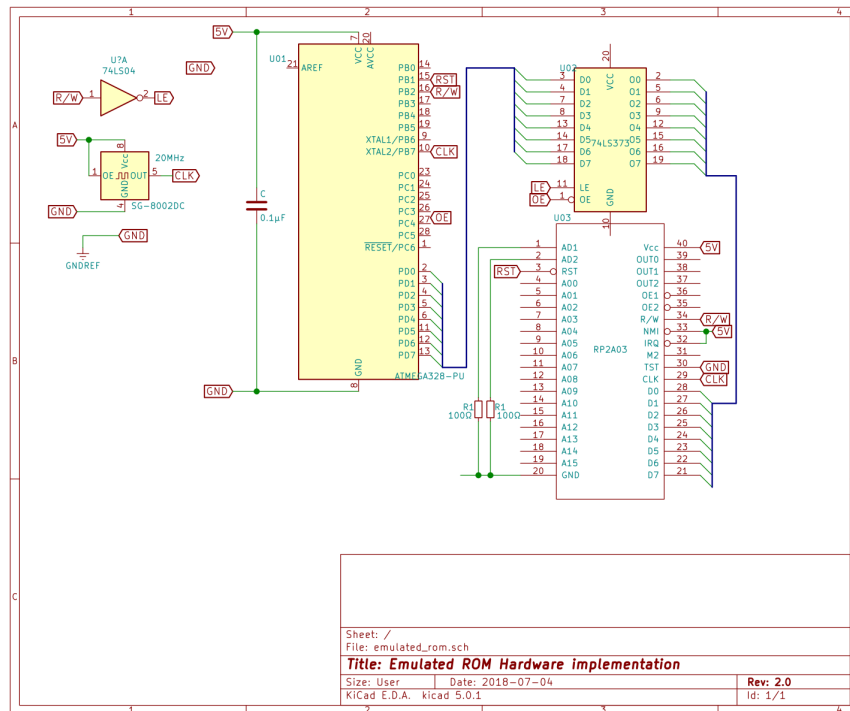 1 2 3 4
A
B
C
1 2 3 4
U?A
74LS04
R/W 1 2 LE
5V
8
20MHz
Vcc
1 OE OUT 5 CLK
GND
4
SG-8002DC
GND
GND
GNDREF
GND
5V
7 20
U01
VCC
AVCC
21 AREF
PB0 14
PB1 15 RST
PB2 16 R/W
PB3 17
PB4 18
PB5 19
XTAL1/PB6 9
XTAL2/PB7 10 CLK
PC0 23
PC1 24
PC2 25
PC3 26
PC4 27 OE
PC5 28
RESET/PC6 1
PD0 2
PD1 3
PD2 4
PD3 5
PD4 6
PD5 11
PD6 12
PD7 13
GND
8
ATMEGA328-PU
C
0.1µF
GND
20
U02
VCC
3 D0 O0 2
4 D1 O1 5
7 D2 O2 6
8 D3 O3 9
13 D4 O4 12
14 D5 O5 15
17 D6 O6 16
18 D7 O7 19
74LS373
LE 11 LE
OE 1 OE
GND
10
U03
1 AD1 Vcc 40 5V
2 AD2 OUT0 39
RST 3 RST OUT1 38
4 A00 OUT2 37
5 A01 OE1 36
6 A02 OE2 35
7 A03 R/W 34 R/W
8 A04 NMI 33 5V
9 A05 IRQ 32
10 A06 M2 31
11 A07 TST 30 GND
12 A08 CLK 29 CLK
13 A09 D0 28
14 A10 D1 27
15 A11 D2 26
16 A12 D3 25
17 A13 D4 24
18 A14 D5 23
19 A15 D6 22
20 GND D7 21
RP2A03
R1 R1
100Ω 100Ω
Sheet: /
File: emulated_rom.sch
Title: Emulated ROM Hardware implementation
Size: User Date: 2018-07-04 Rev: 2.0
KiCad E.D.A. kicad 5.0.1 Id: 1/1